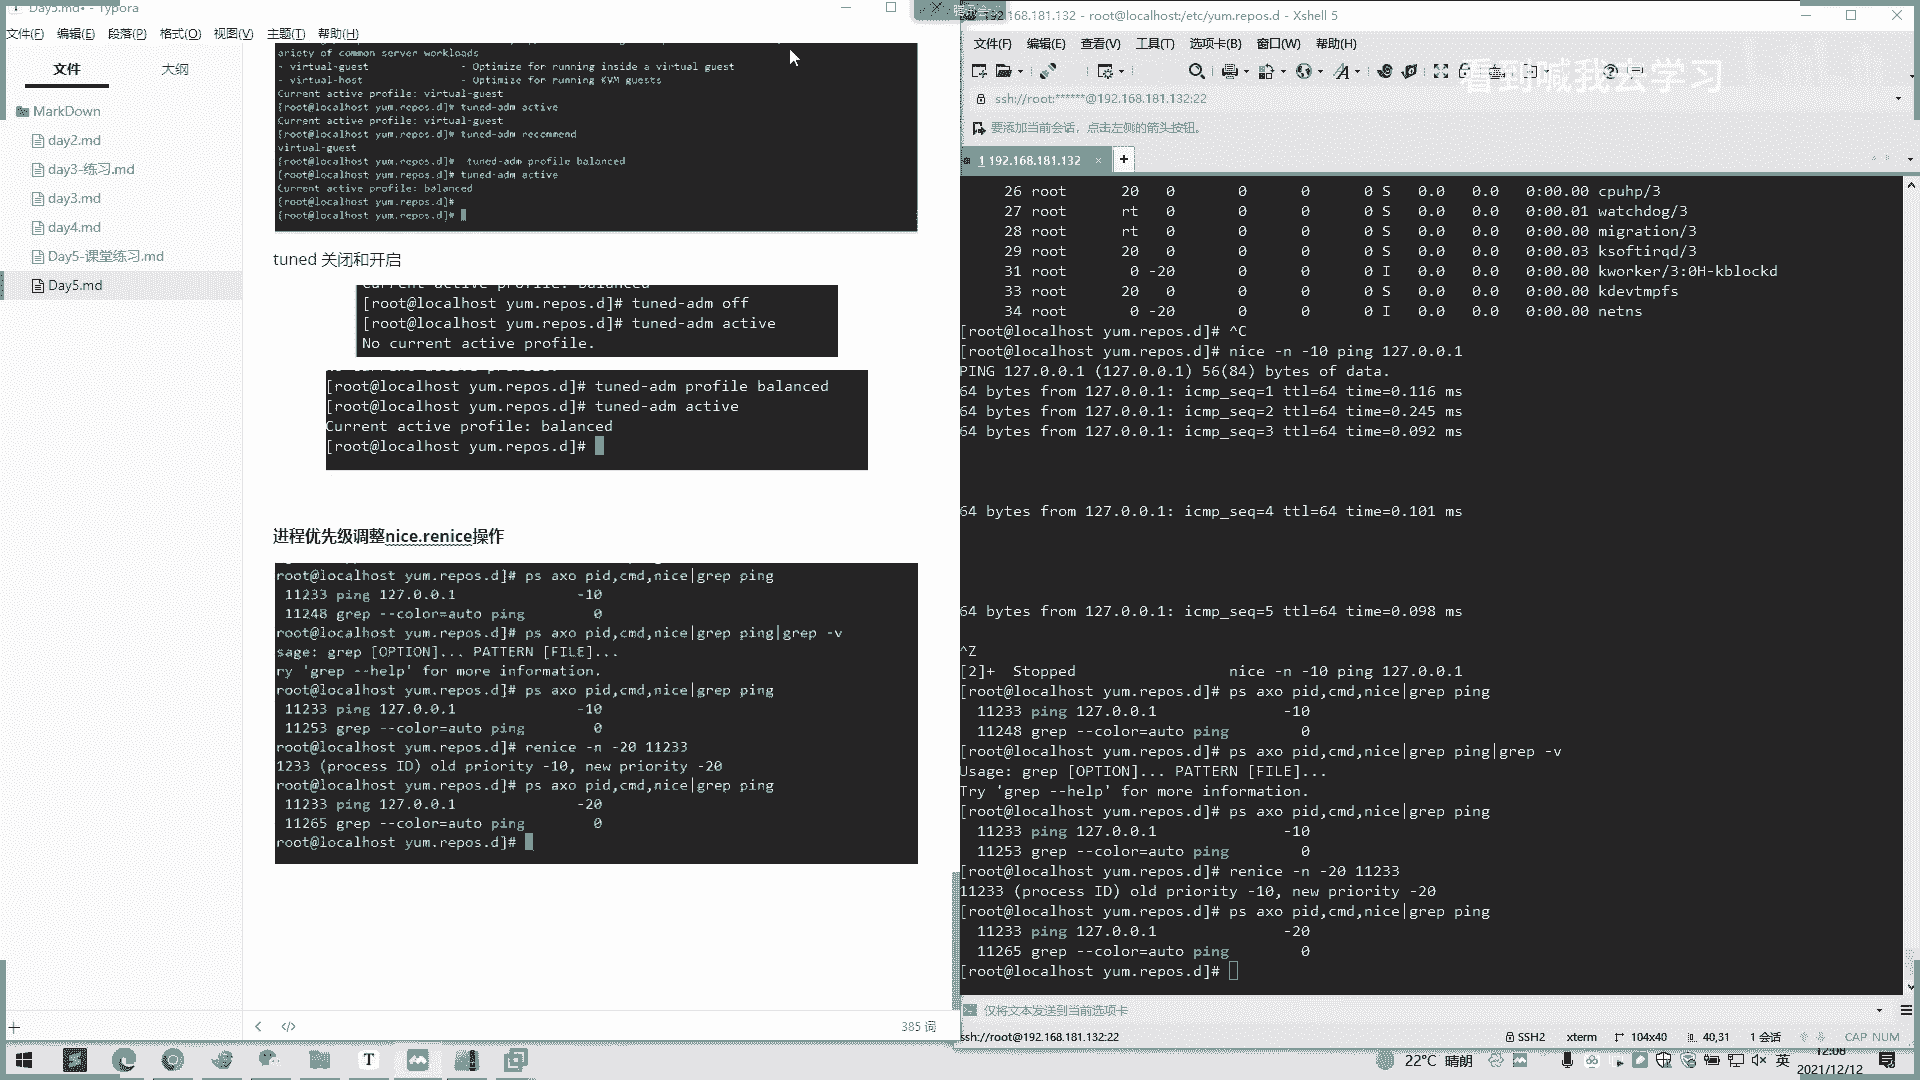 Day5.md• - Typora
文件(F) 编辑(E) 段落(P) 格式(O) 视图(V) 主题(T) 帮助(H)
文件 大纲
MarkDown
day2.md
day3-练习.md
day3.md
day4.md
Day5-课堂练习.md
Day5.md
ariety of common server workloads
- virtual-guest - Optimize for running inside a virtual guest
- virtual-host - Optimize for running KVM guests
Current active profile: virtual-guest
[root@localhost yum.repos.d]# tuned-adm active
Current active profile: virtual-guest
[root@localhost yum.repos.d]# tuned-adm recommend
virtual-guest
[root@localhost yum.repos.d]# tuned-adm profile balanced
[root@localhost yum.repos.d]# tuned-adm active
Current active profile: balanced
[root@localhost yum.repos.d]#
[root@localhost yum.repos.d]#
tuned 关闭和开启
Current active profile: balanced
[root@localhost yum.repos.d]# tuned-adm off
[root@localhost yum.repos.d]# tuned-adm active
No current active profile.
[root@localhost yum.repos.d]# tuned-adm profile balanced
[root@localhost yum.repos.d]# tuned-adm active
Current active profile: balanced
[root@localhost yum.repos.d]#
进程优先级调整nice.renice操作
root@localhost yum.repos.d]# ps axo pid,cmd,nice|grep ping
11233 ping 127.0.0.1 -10
11248 grep --color=auto ping 0
root@localhost yum.repos.d]# ps axo pid,cmd,nice|grep ping|grep -v
sage: grep [OPTION]... PATTERN [FILE]...
ry 'grep --help' for more information.
root@localhost yum.repos.d]# ps axo pid,cmd,nice|grep ping
11233 ping 127.0.0.1 -10
11253 grep --color=auto ping 0
root@localhost yum.repos.d]# renice -n -20 11233
1233 (process ID) old priority -10, new priority -20
root@localhost yum.repos.d]# ps axo pid,cmd,nice|grep ping
11233 ping 127.0.0.1 -20
11265 grep --color=auto ping 0
root@localhost yum.repos.d]#
385 词
192.168.181.132 - root@localhost:/etc/yum.repos.d - Xshell 5
文件(F) 编辑(E) 查看(V) 工具(T) 选项卡(B) 窗口(W) 帮助(H)
看到喊我去学习
ssh://root:******@192.168.181.132:22
要添加当前会话，点击左侧的箭头按钮。
1 192.168.181.132 × +
26 root 20 0 0 0 0 S 0.0 0.0 0:00.00 cpuhp/3
27 root rt 0 0 0 0 S 0.0 0.0 0:00.01 watchdog/3
28 root rt 0 0 0 0 S 0.0 0.0 0:00.00 migration/3
29 root 20 0 0 0 0 S 0.0 0.0 0:00.03 ksoftirqd/3
31 root 0 -20 0 0 0 I 0.0 0.0 0:00.00 kworker/3:0H-kblockd
33 root 20 0 0 0 0 S 0.0 0.0 0:00.00 kdevtmpfs
34 root 0 -20 0 0 0 I 0.0 0.0 0:00.00 netns
[root@localhost yum.repos.d]# ^C
[root@localhost yum.repos.d]# nice -n -10 ping 127.0.0.1
PING 127.0.0.1 (127.0.0.1) 56(84) bytes of data.
64 bytes from 127.0.0.1: icmp_seq=1 ttl=64 time=0.116 ms
64 bytes from 127.0.0.1: icmp_seq=2 ttl=64 time=0.245 ms
64 bytes from 127.0.0.1: icmp_seq=3 ttl=64 time=0.092 ms
64 bytes from 127.0.0.1: icmp_seq=4 ttl=64 time=0.101 ms
64 bytes from 127.0.0.1: icmp_seq=5 ttl=64 time=0.098 ms
^Z
[2]+ Stopped nice -n -10 ping 127.0.0.1
[root@localhost yum.repos.d]# ps axo pid,cmd,nice|grep ping
11233 ping 127.0.0.1 -10
11248 grep --color=auto ping 0
[root@localhost yum.repos.d]# ps axo pid,cmd,nice|grep ping|grep -v
Usage: grep [OPTION]... PATTERN [FILE]...
Try 'grep --help' for more information.
[root@localhost yum.repos.d]# ps axo pid,cmd,nice|grep ping
11233 ping 127.0.0.1 -10
11253 grep --color=auto ping 0
[root@localhost yum.repos.d]# renice -n -20 11233
11233 (process ID) old priority -10, new priority -20
[root@localhost yum.repos.d]# ps axo pid,cmd,nice|grep ping
11233 ping 127.0.0.1 -20
11265 grep --color=auto ping 0
[root@localhost yum.repos.d]#
仅将文本发送到当前选项卡
ssh://root@192.168.181.132:22 SSH2 xterm 104x40 40,31 1 会话 CAP NUM
22°C 晴朗 英 12:08
2021/12/12